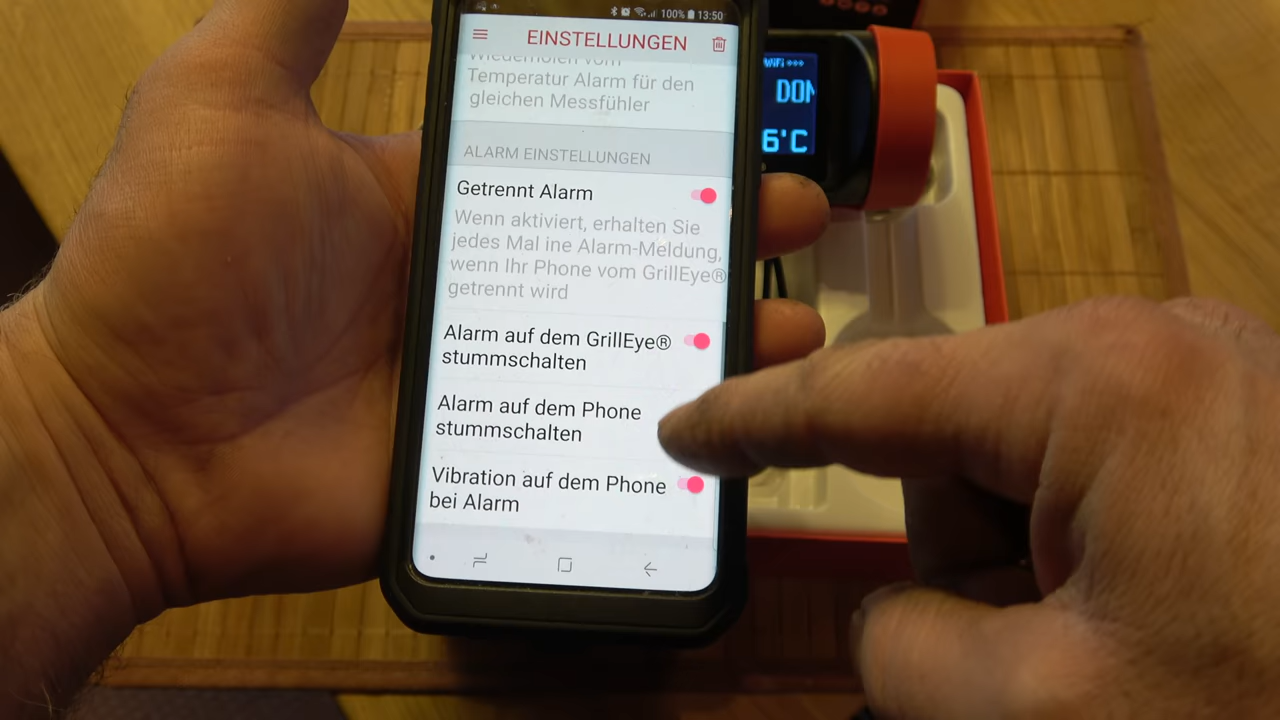 100% 13:50
EINSTELLUNGEN
Wiederholen vom
Temperatur Alarm für den
gleichen Messfühler
ALARM EINSTELLUNGEN
Getrennt Alarm
Wenn aktiviert, erhalten Sie
jedes Mal ine Alarm-Meldung,
wenn Ihr Phone vom GrillEye®
getrennt wird
Alarm auf dem GrillEye®
stummschalten
Alarm auf dem Phone
stummschalten
Vibration auf dem Phone
bei Alarm
WiFi
DON
6°C